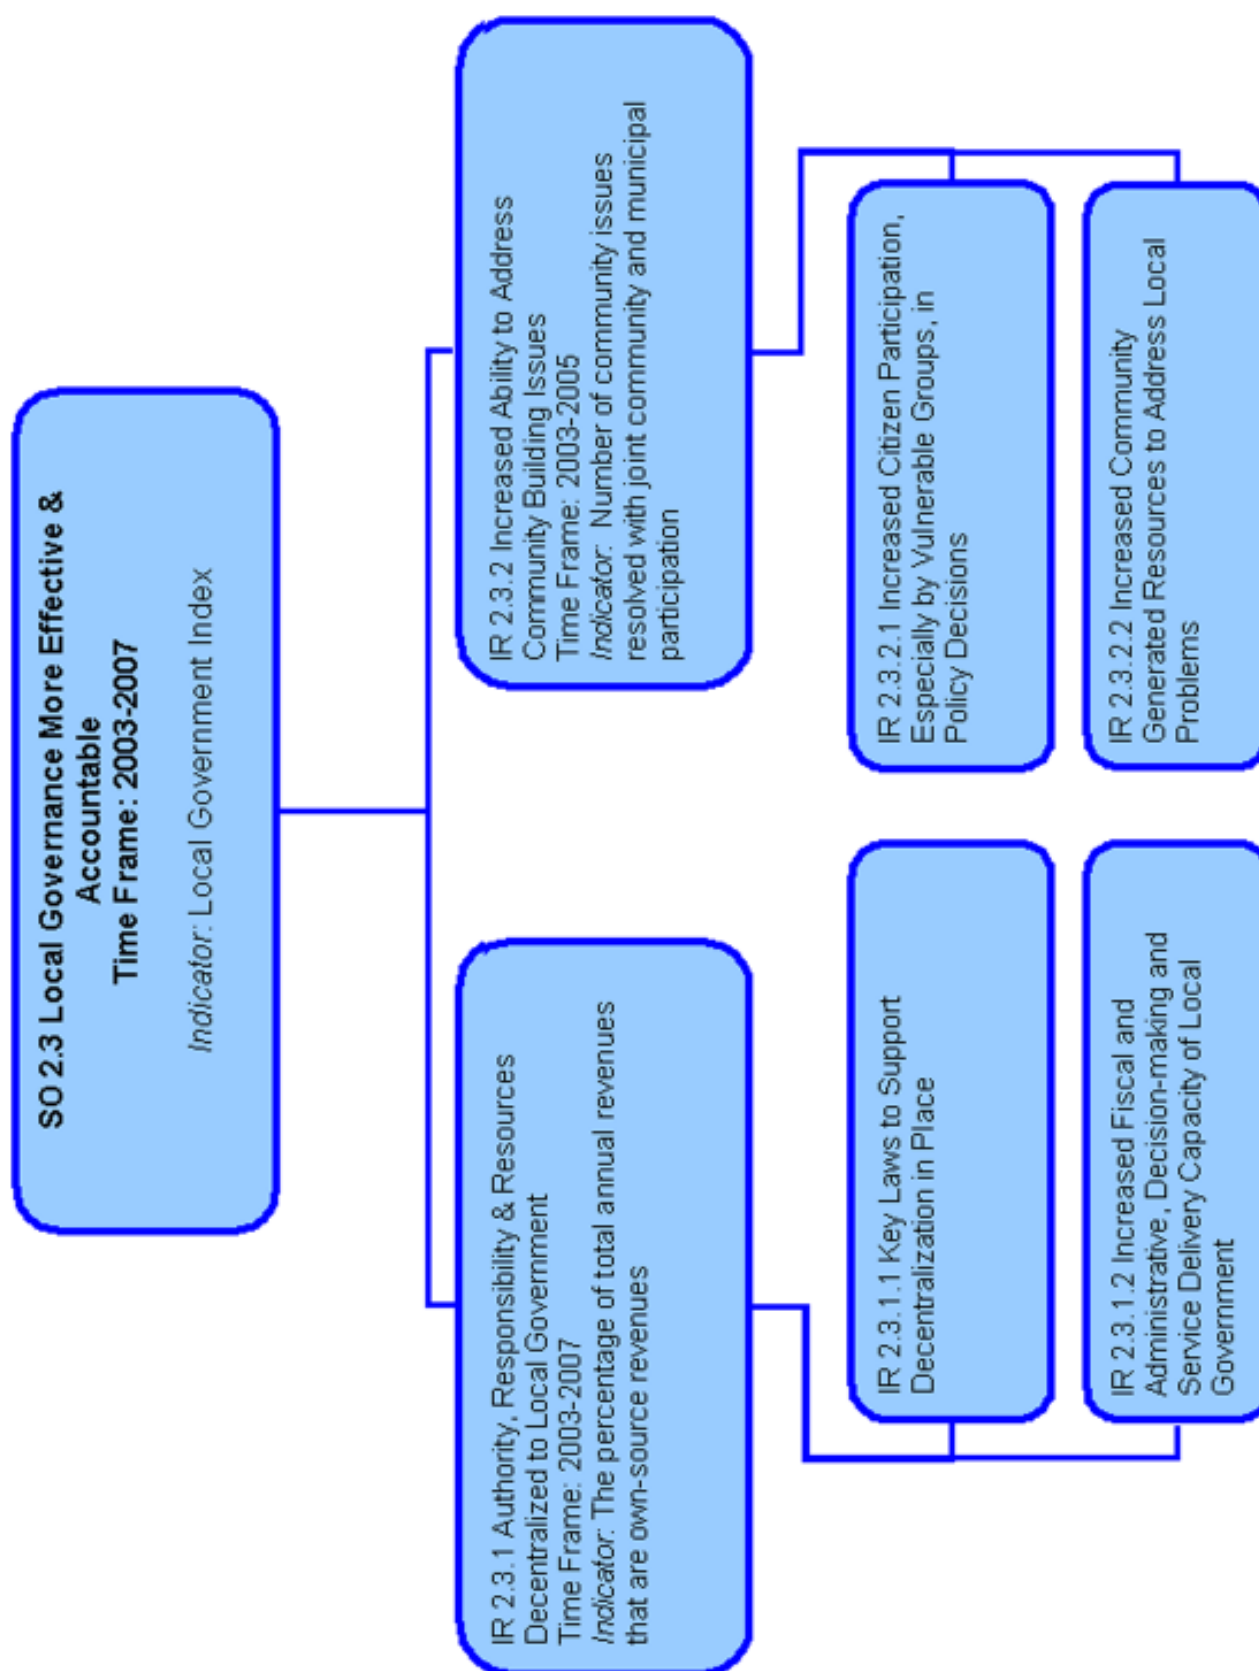 SO 2.3 Local Governance More Effective &
Accountable
Time Frame: 2003-2007
Indicator: Local Government Index
IR 2.3.1 Authority, Responsibility & Resources
Decentralized to Local Government
Time Frame: 2003-2007
Indicator: The percentage of total annual revenues
that are own-source revenues
IR 2.3.2 Increased Ability to Address
Community Building Issues
Time Frame: 2003-2005
Indicator: Number of community issues
resolved with joint community and municipal
participation
IR 2.3.1.1 Key Laws to Support
Decentralization in Place
IR 2.3.2.1 Increased Citizen Participation,
Especially by Vulnerable Groups, in
Policy Decisions
IR 2.3.1.2 Increased Fiscal and
Administrative, Decision-making and
Service Delivery Capacity of Local
Government
IR 2.3.2.2 Increased Community
Generated Resources to Address Local
Problems